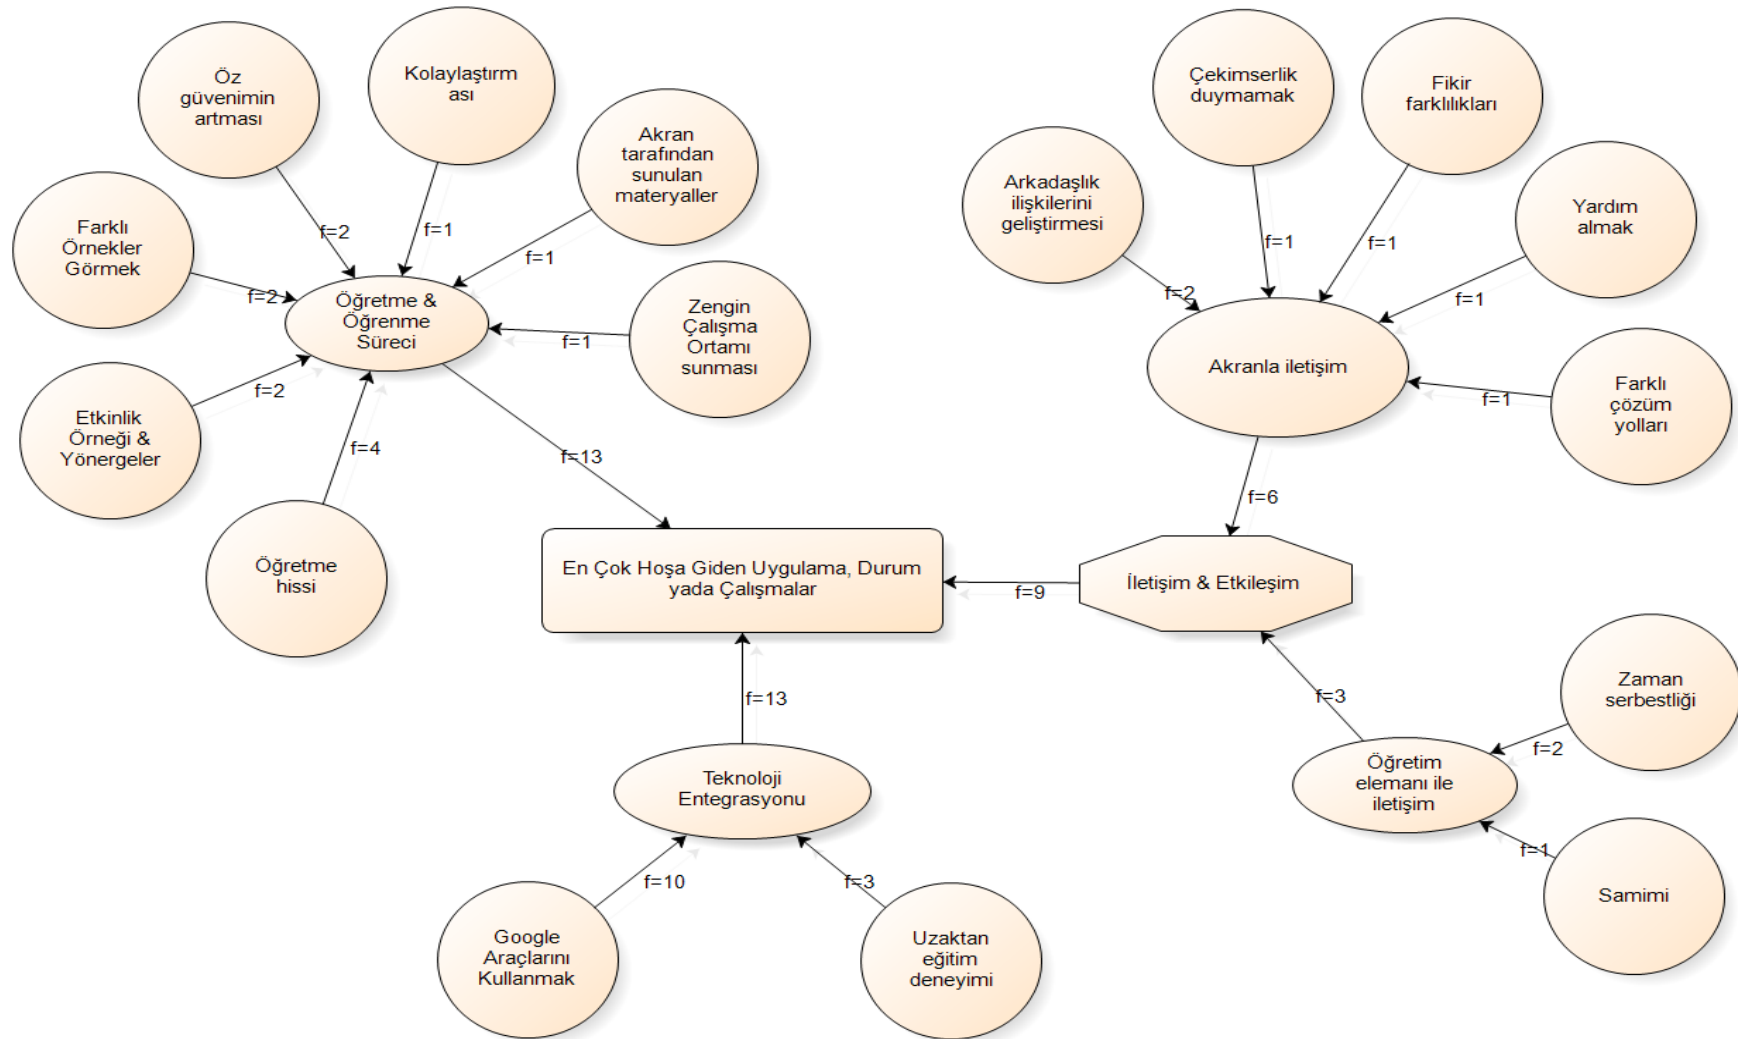 Öz
güvenimin
artması
Kolaylaştırm
ası
Akran
tarafından
sunulan
materyaller
Farklı
Örnekler
Görmek
Zengin
Çalışma
Ortamı
sunması
Etkinlik
Örneği &
Yönergeler
Öğretme
hissi
f=2
f=1
f=1
f=2
f=1
f=2
f=4
Öğretme &
Öğrenme
Süreci
f=13
Çekimserlik
duymamak
Fikir
farklılıkları
Arkadaşlık
ilişkilerini
geliştirmesi
Yardım
almak
Farklı
çözüm
yolları
f=1
f=1
f=2
f=1
f=1
Akranla iletişim
f=6
En Çok Hoşa Giden Uygulama, Durum
yada Çalışmalar
f=9
İletişim & Etkileşim
f=3
Zaman
serbestliği
f=2
Öğretim
elemanı ile
iletişim
f=1
Samimi
f=13
Teknoloji
Entegrasyonu
f=10
f=3
Google
Araçlarını
Kullanmak
Uzaktan
eğitim
deneyimi